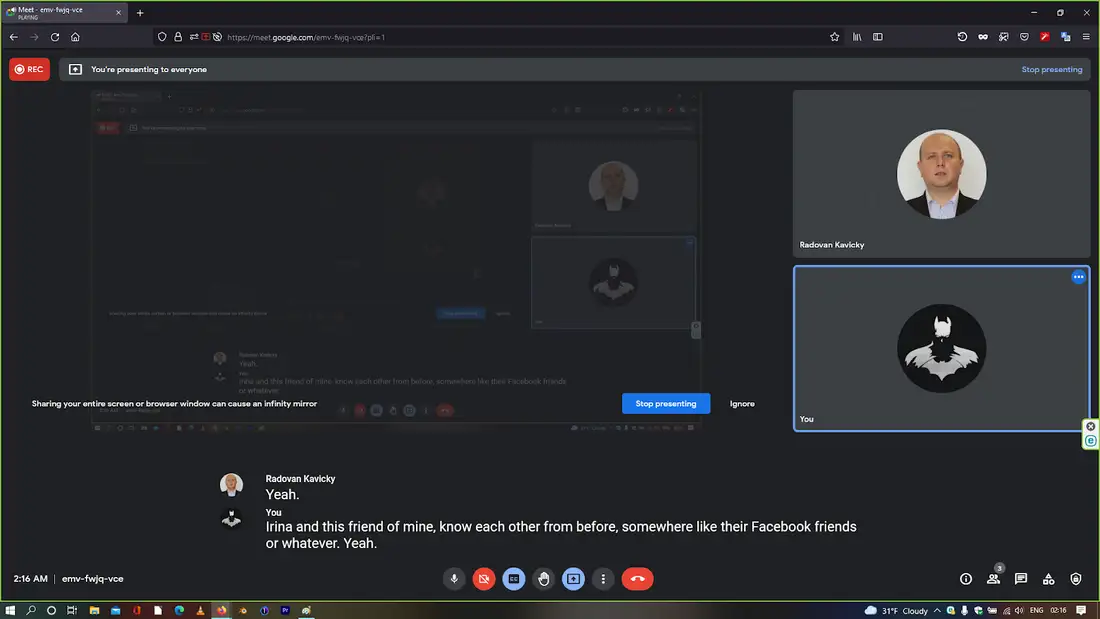 Meet - emv-fwjq-vce
PLAYING
https://meet.google.com/emv-fwjq-vce?pli=1
REC
You're presenting to everyone
Stop presenting
Radovan Kavicky
You
Sharing your entire screen or browser window can cause an infinity mirror
Stop presenting
Ignore
Radovan Kavicky
Yeah.
You
Irina and this friend of mine, know each other from before, somewhere like their Facebook friends
or whatever. Yeah.
2:16 AM | emv-fwjq-vce
3
31°F Cloudy
ENG
02:16